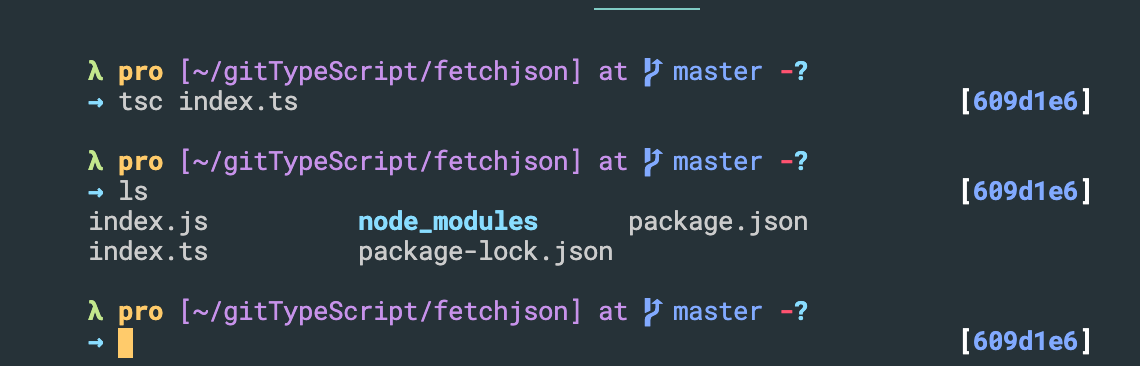 λ pro [~/gitTypeScript/fetchjson] at master -?
→ tsc index.ts [609d1e6]
λ pro [~/gitTypeScript/fetchjson] at master -?
→ ls [609d1e6]
index.js node_modules package.json
index.ts package-lock.json
λ pro [~/gitTypeScript/fetchjson] at master -?
→ [609d1e6]